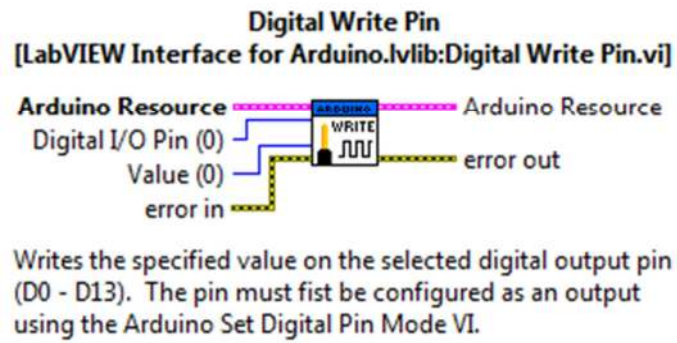 Digital Write Pin
[LabVIEW Interface for Arduino.lvlib:Digital Write Pin.vi]
Arduino Resource
ARDUINO
Arduino Resource
Digital I/O Pin (0)
WRITE
Value (0)
error out
error in
Writes the specified value on the selected digital output pin
(D0 - D13).  The pin must fist be configured as an output
using the Arduino Set Digital Pin Mode VI.